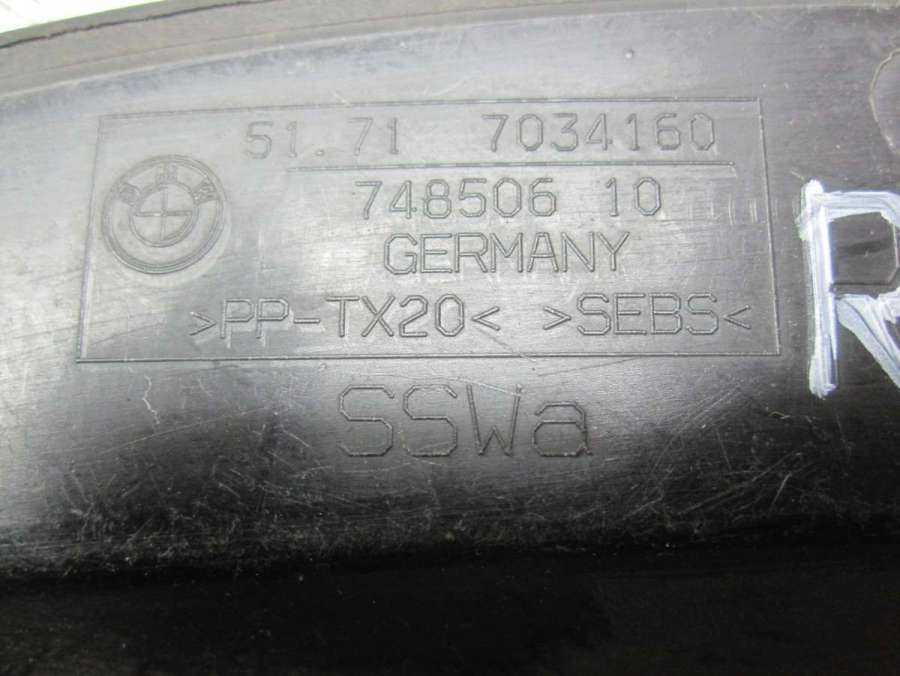 51.71 7034160
748506 10
GERMANY
>PP-TX20< >SEBS<
SSWa
R